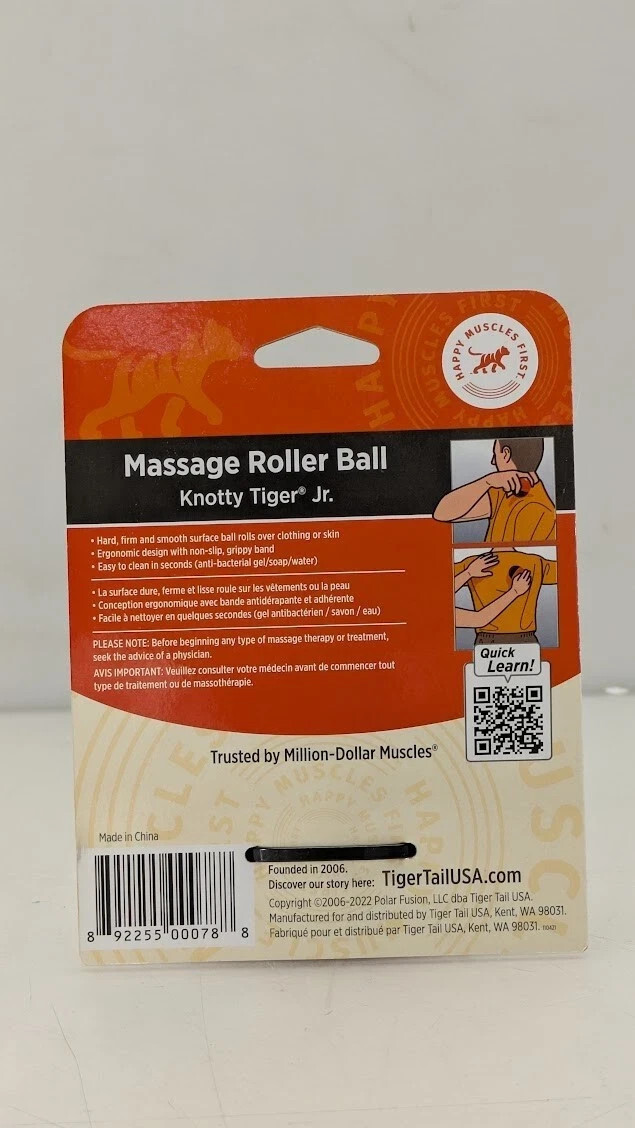 HAPPY MUSCLES FIRST
Massage Roller Ball
Knotty Tiger® Jr.
• Hard, firm and smooth surface ball rolls over clothing or skin
• Ergonomic design with non-slip, grippy band
• Easy to clean in seconds (anti-bacterial gel/soap/water)
• La surface dure, ferme et lisse roule sur les vêtements ou la peau
• Conception ergonomique avec bande antidérapante et adhérente
• Facile à nettoyer en quelques secondes (gel antibactérien / savon / eau)
PLEASE NOTE: Before beginning any type of massage therapy or treatment,
seek the advice of a physician.
AVIS IMPORTANT: Veuillez consulter votre médecin avant de commencer tout
type de traitement ou de massothérapie.
Quick
Learn!
Trusted by Million-Dollar Muscles®
Made in China
8 92255 00078 8
Founded in 2006.
Discover our story here: TigerTailUSA.com
Copyright ©2006-2022 Polar Fusion, LLC dba Tiger Tail USA.
Manufactured for and distributed by Tiger Tail USA, Kent, WA 98031.
Fabriqué pour et distribué par Tiger Tail USA, Kent, WA 98031.